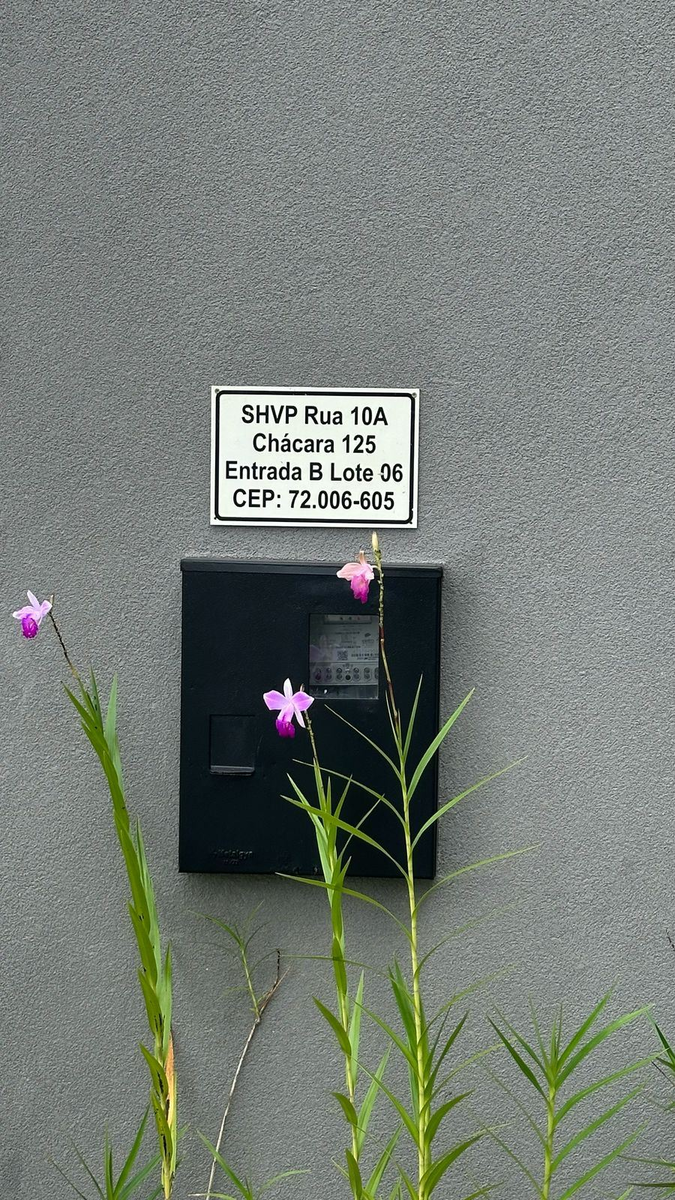 SHVP Rua 10A
Chácara 125
Entrada B Lote 06
CEP: 72.006-605